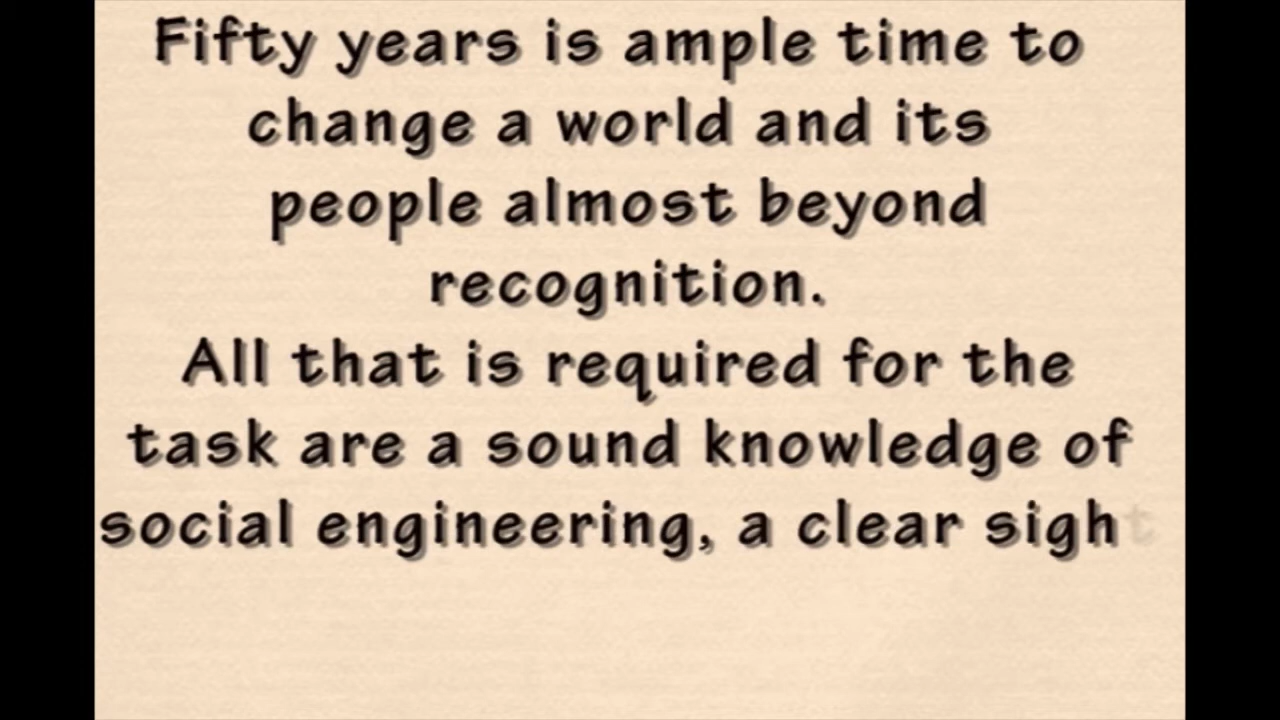 Fifty years is ample time to
change a world and its
people almost beyond
recognition.
All that is required for the
task are a sound knowledge of
social engineering, a clear sight